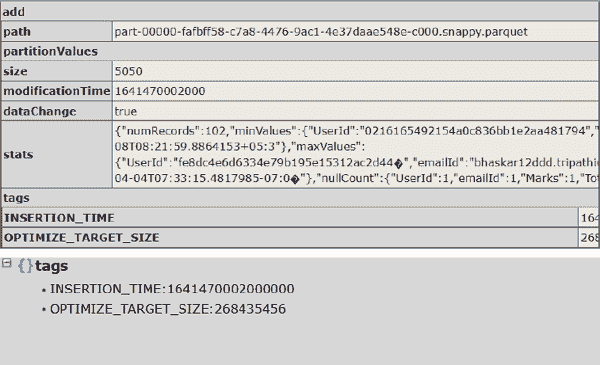 add
path part-00000-fafbff58-c7a8-4476-9ac1-4e37daae548e-c000.snappy.parquet
partitionValues
size 5050
modificationTime 1641470002000
dataChange true
{"numRecords":102,"minValues":{"UserId":"0216165492154a0c836bb1e2aa481794","
08T08:21:59.8864153+05:3"},"maxValues":
stats {"UserId":"fe8dc4e6d6334e79b195e15312ac2d44�","emailId":"bhaskar12ddd.tripathi
04-04T07:33:15.4817985-07:0�"},"nullCount":{"UserId":1,"emailId":1,"Marks":1,"Tot
tags
INSERTION_TIME 164
OPTIMIZE_TARGET_SIZE 268
{} tags
INSERTION_TIME:1641470002000000
OPTIMIZE_TARGET_SIZE:268435456